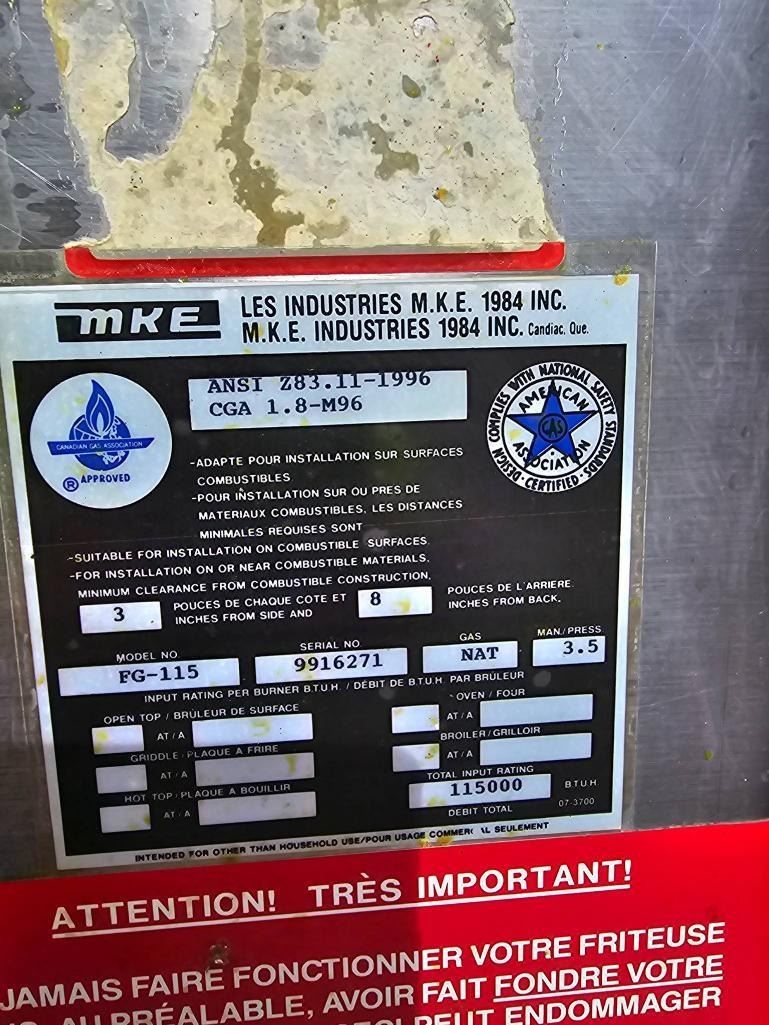 MKE
LES INDUSTRIES M.K.E. 1984 INC.
M.K.E. INDUSTRIES 1984 INC. Candiac. Que.
CANADIAN GAS ASSOCIATION
® APPROVED
ANSI Z83.11-1996
CGA 1.8-M96
COMPLIES WITH NATIONAL SAFETY STANDARDS
DESIGN · CERTIFIED
AMERICAN
GAS
ASSOCIATION
-ADAPTE POUR INSTALLATION SUR SURFACES
COMBUSTIBLES
-POUR INSTALLATION SUR OU PRES DE
MATERIAUX COMBUSTIBLES, LES DISTANCES
MINIMALES REQUISES SONT
-SUITABLE FOR INSTALLATION ON COMBUSTIBLE SURFACES
-FOR INSTALLATION ON OR NEAR COMBUSTIBLE MATERIALS,
MINIMUM CLEARANCE FROM COMBUSTIBLE CONSTRUCTION,
3 POUCES DE CHAQUE COTE ET 8 POUCES DE L'ARRIERE
INCHES FROM SIDE AND INCHES FROM BACK.
MODEL NO. SERIAL NO. GAS MAN./PRESS
FG-115 9916271 NAT 3.5
INPUT RATING PER BURNER B.T.U.H. / DÉBIT DE B.T.U.H. PAR BRÛLEUR
OPEN TOP / BRÛLEUR DE SURFACE OVEN / FOUR
AT / A AT / A
GRIDDLE / PLAQUE A FRIRE BROILER / GRILLOIR
AT / A AT / A
HOT TOP / PLAQUE A BOUILLIR TOTAL INPUT RATING
AT / A 115000 B.T.U.H
DEBIT TOTAL 07-3700
INTENDED FOR OTHER THAN HOUSEHOLD USE/POUR USAGE COMMERC AL SEULEMENT
ATTENTION! TRÈS IMPORTANT!
JAMAIS FAIRE FONCTIONNER VOTRE FRITEUSE
AU PRÉALABLE, AVOIR FAIT FONDRE VOTRE
PEUT ENDOMMAGER